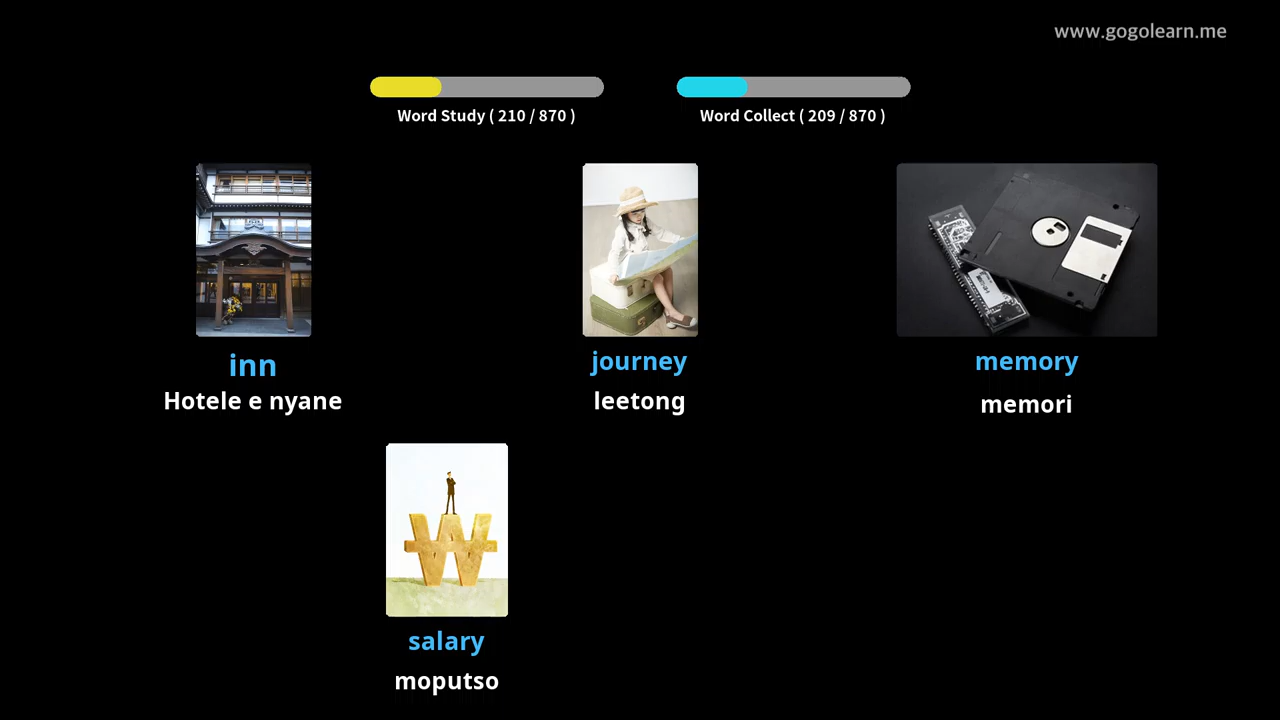 www.gogolearn.me
Word Study ( 210 / 870 )
Word Collect ( 209 / 870 )
inn
Hotele e nyane
journey
leetong
memory
memori
salary
moputso